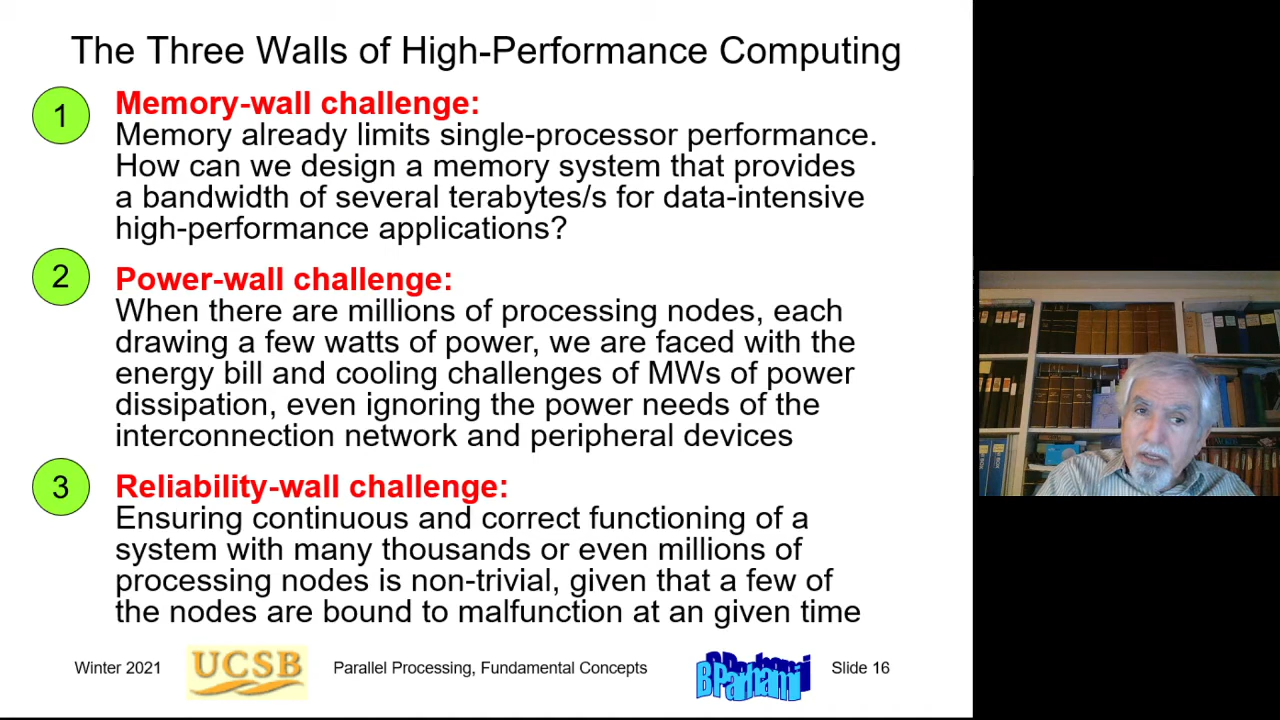 The Three Walls of High-Performance Computing
1
Memory-wall challenge:
Memory already limits single-processor performance.
How can we design a memory system that provides
a bandwidth of several terabytes/s for data-intensive
high-performance applications?
2
Power-wall challenge:
When there are millions of processing nodes, each
drawing a few watts of power, we are faced with the
energy bill and cooling challenges of MWs of power
dissipation, even ignoring the power needs of the
interconnection network and peripheral devices
3
Reliability-wall challenge:
Ensuring continuous and correct functioning of a
system with many thousands or even millions of
processing nodes is non-trivial, given that a few of
the nodes are bound to malfunction at an given time
Winter 2021
UCSB
Parallel Processing, Fundamental Concepts
BParhami
Slide 16